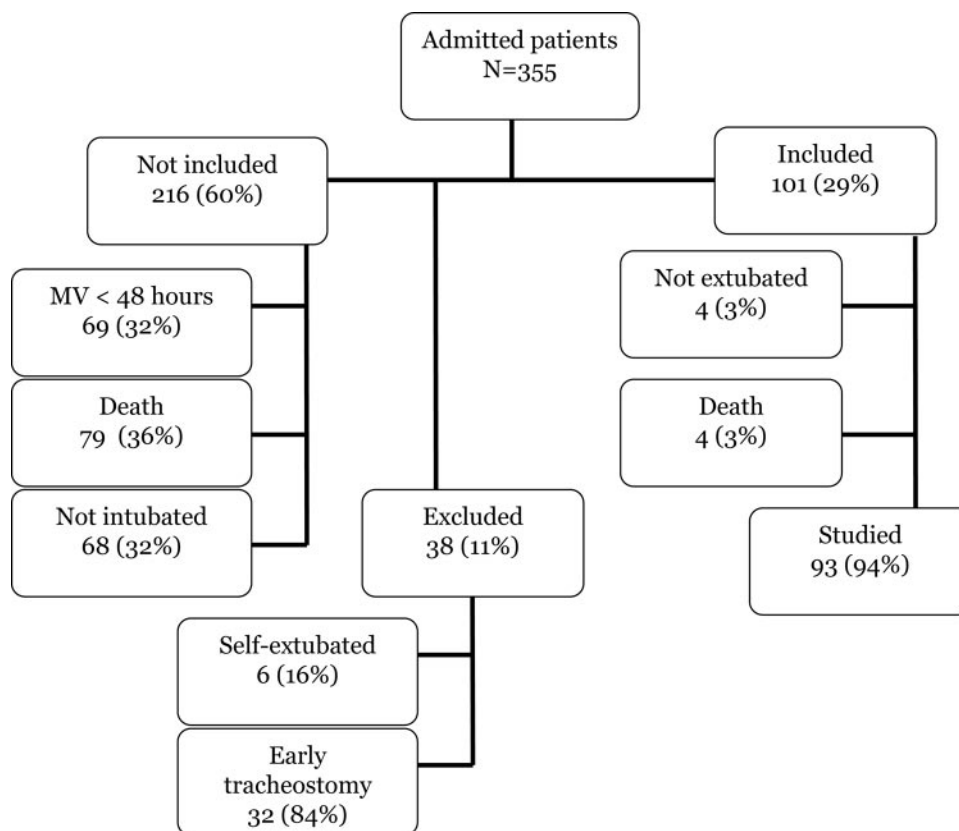 Admitted patients
N=355
Not included
216 (60%)
Included
101 (29%)
MV < 48 hours
69 (32%)
Death
79 (36%)
Not intubated
68 (32%)
Excluded
38 (11%)
Self-extubated
6 (16%)
Early
tracheostomy
32 (84%)
Not extubated
4 (3%)
Death
4 (3%)
Studied
93 (94%)